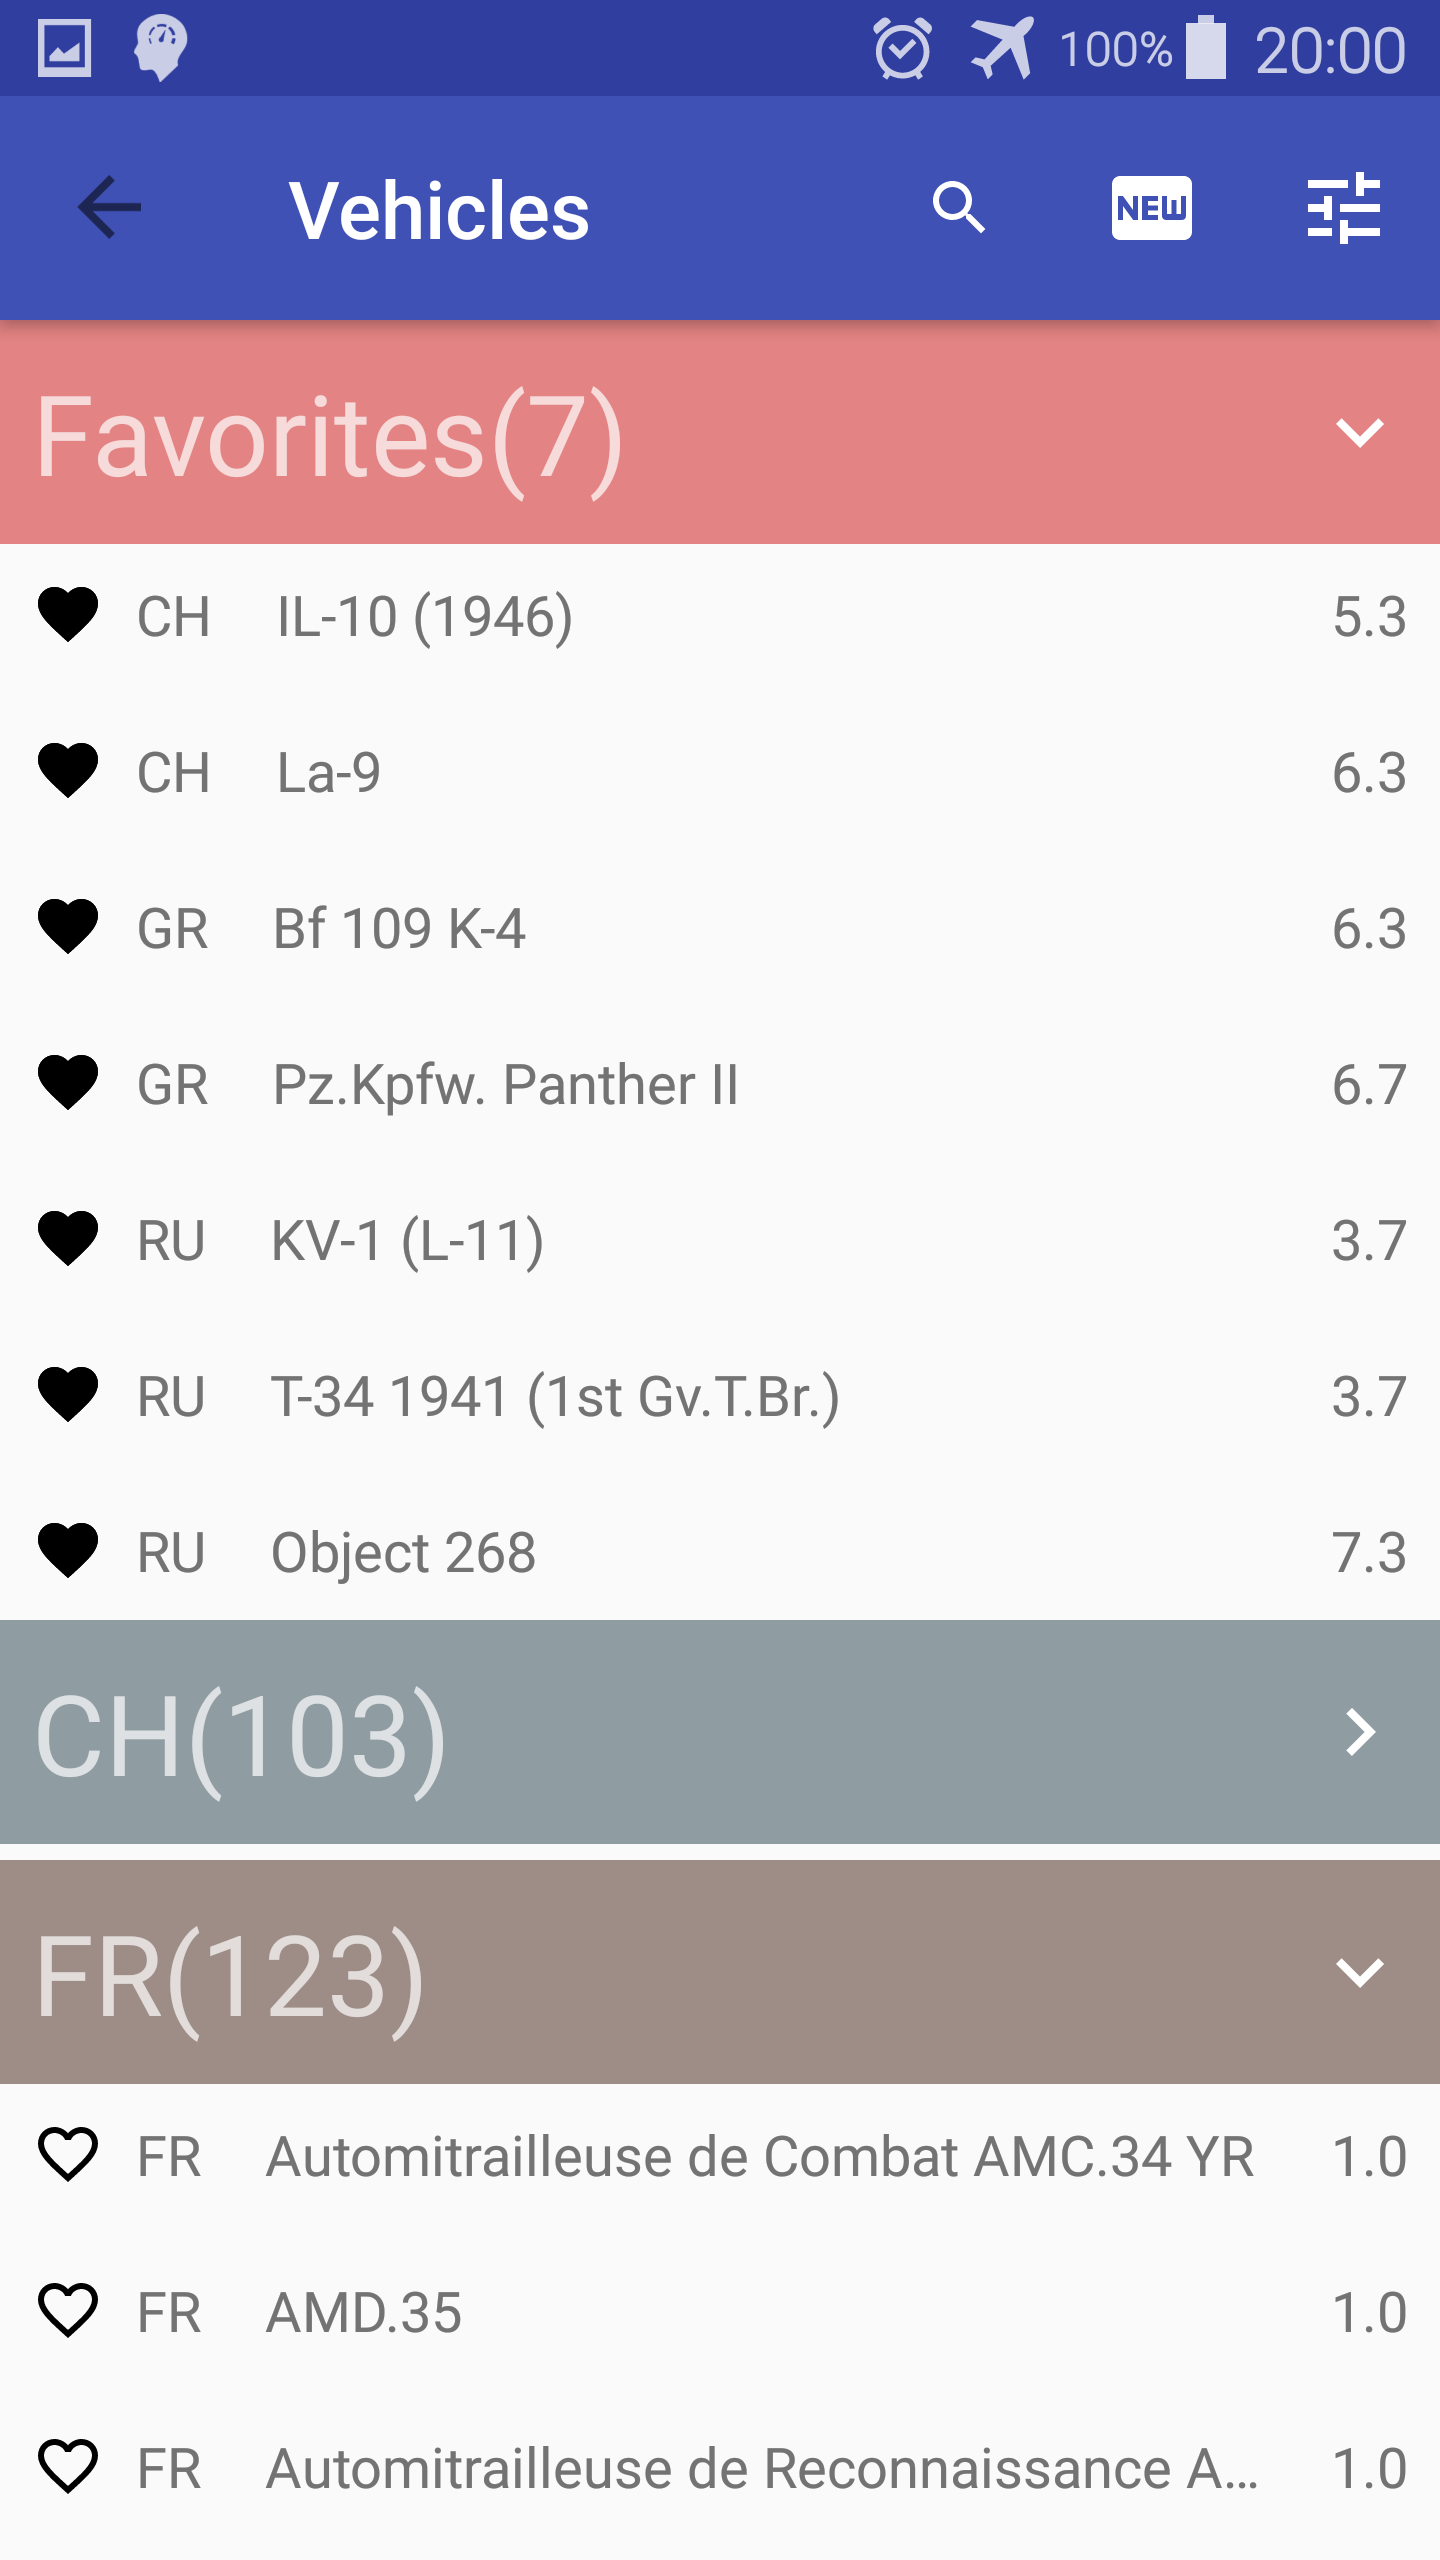 100% 20:00
Vehicles NEW
Favorites(7)
CH IL-10 (1946) 5.3
CH La-9 6.3
GR Bf 109 K-4 6.3
GR Pz.Kpfw. Panther II 6.7
RU KV-1 (L-11) 3.7
RU T-34 1941 (1st Gv.T.Br.) 3.7
RU Object 268 7.3
CH(103)
FR(123)
FR Automitrailleuse de Combat AMC.34 YR 1.0
FR AMD.35 1.0
FR Automitrailleuse de Reconnaissance A... 1.0